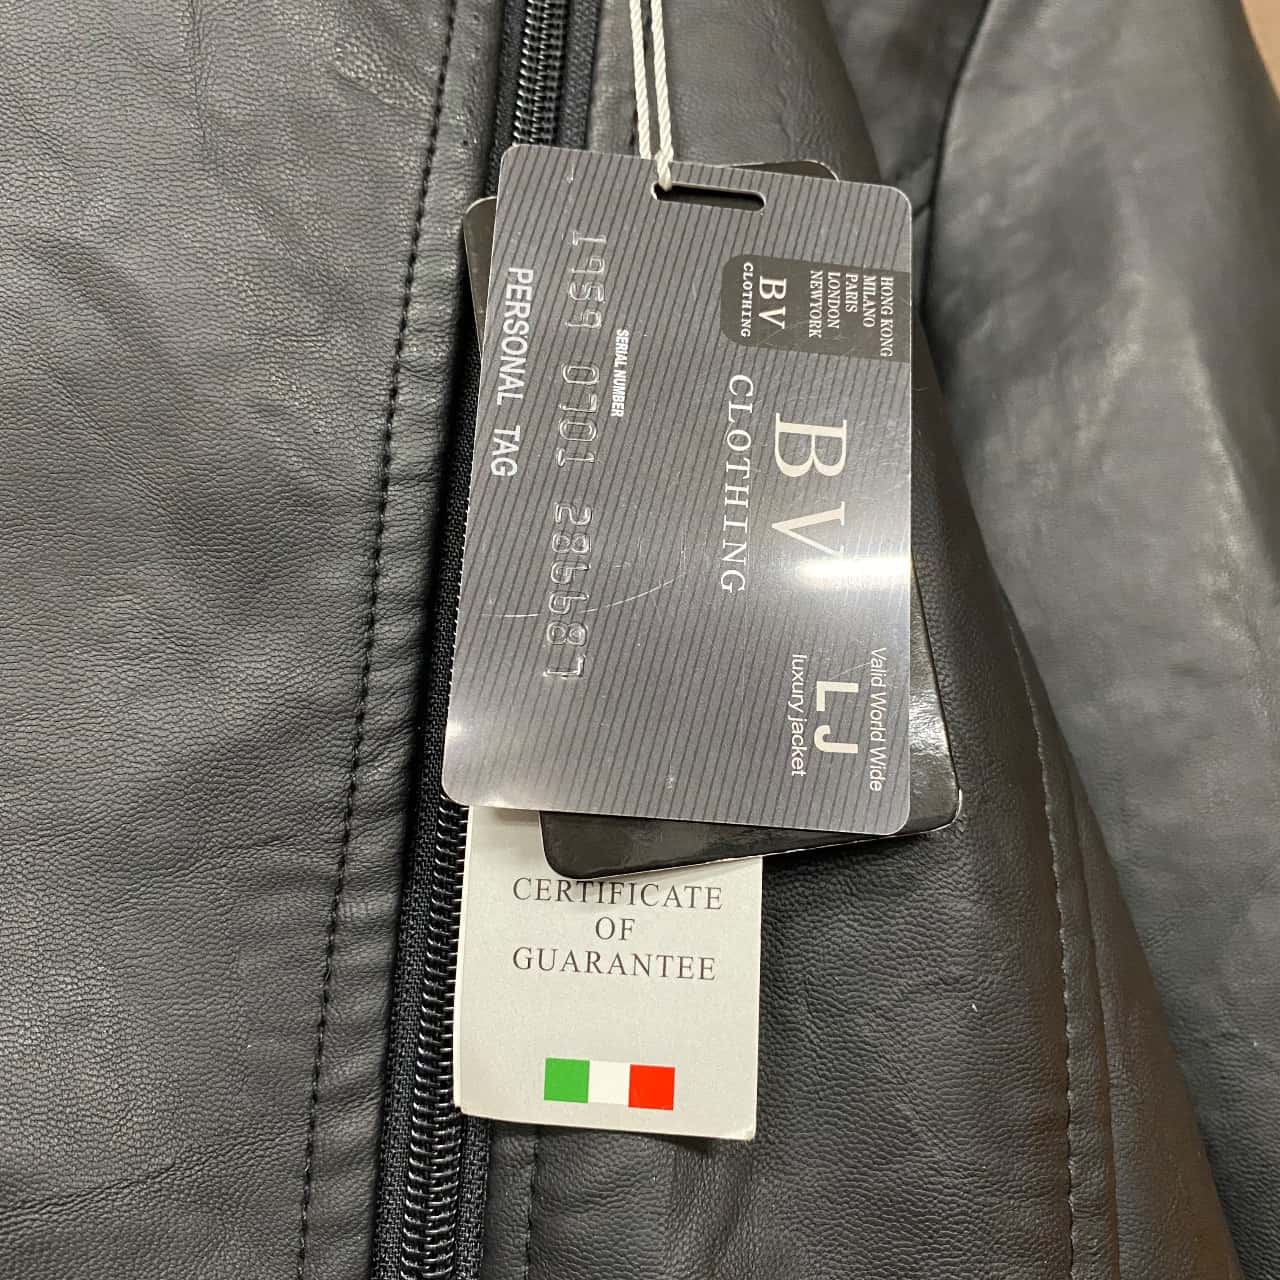 HONG KONG
MILANO
PARIS
LONDON
NEWYORK
BV
CLOTHING
BV
CLOTHING
Valid World Wide
LJ
luxury jacket
SERIAL NUMBER
1959 0701 2866687
PERSONAL TAG
CERTIFICATE
OF
GUARANTEE